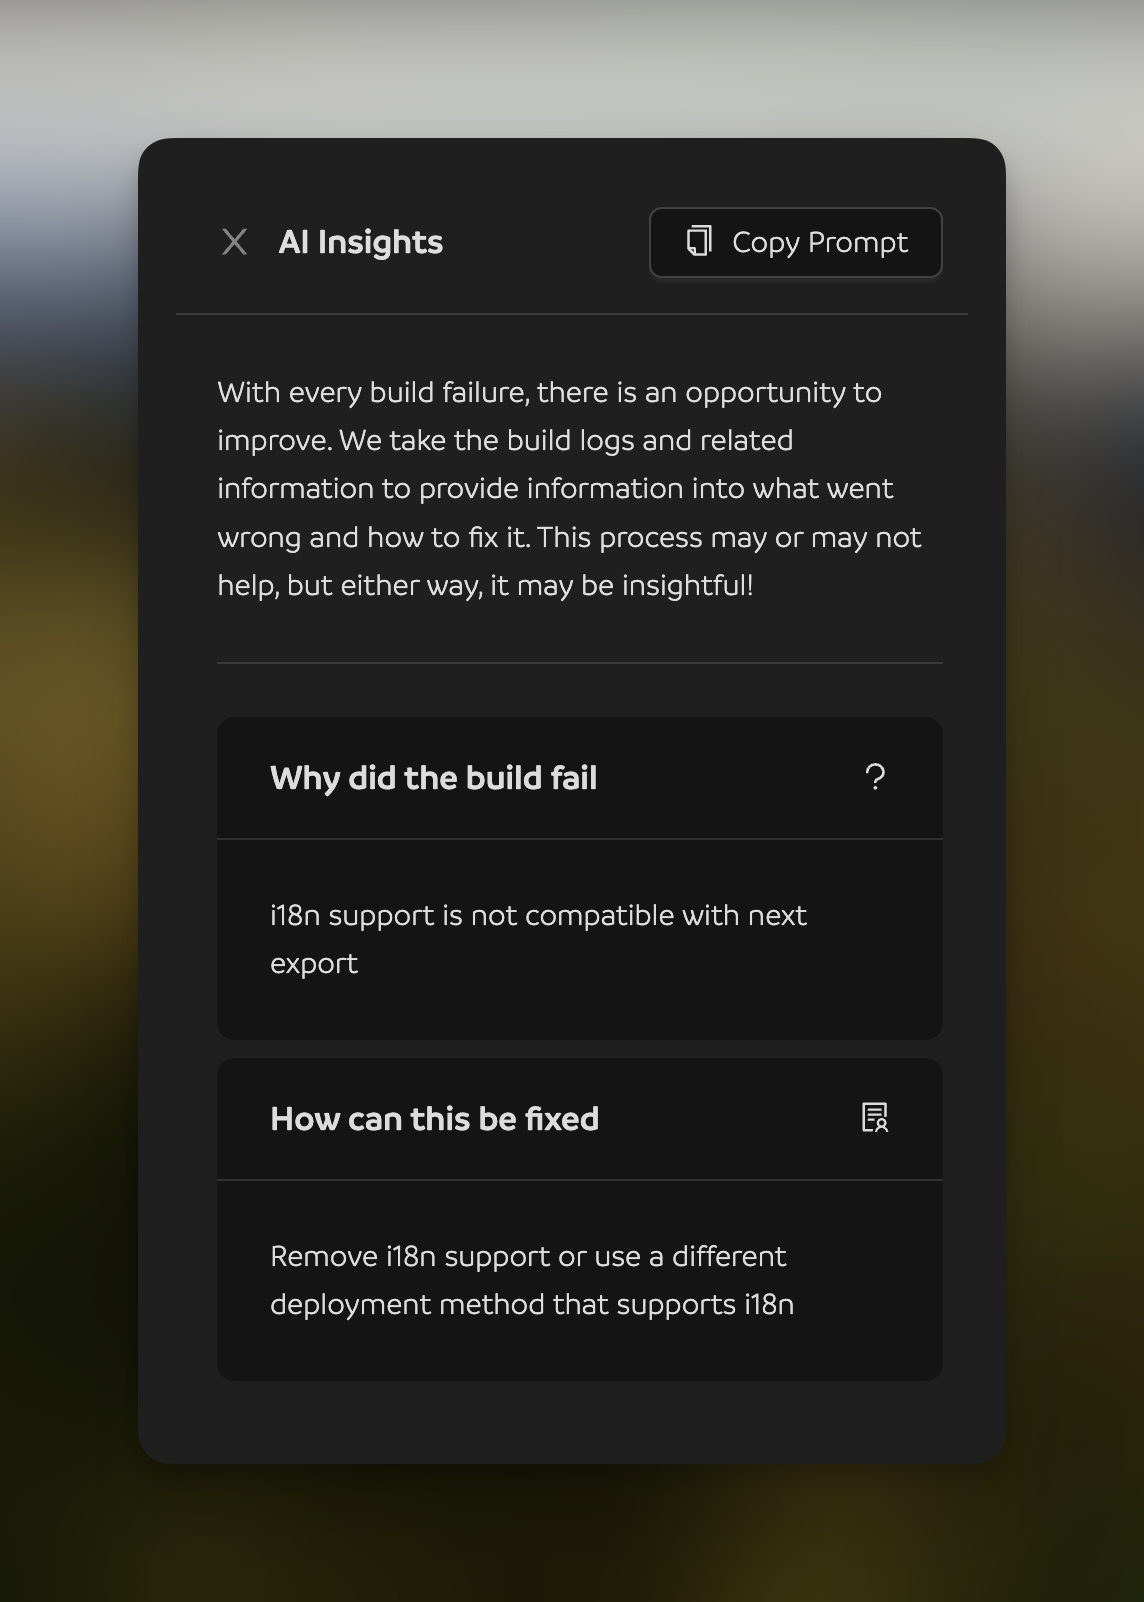 AI Insights
Copy Prompt
With every build failure, there is an opportunity to
improve. We take the build logs and related
information to provide information into what went
wrong and how to fix it. This process may or may not
help, but either way, it may be insightful!
Why did the build fail
?
i18n support is not compatible with next
export
How can this be fixed
Remove i18n support or use a different
deployment method that supports i18n